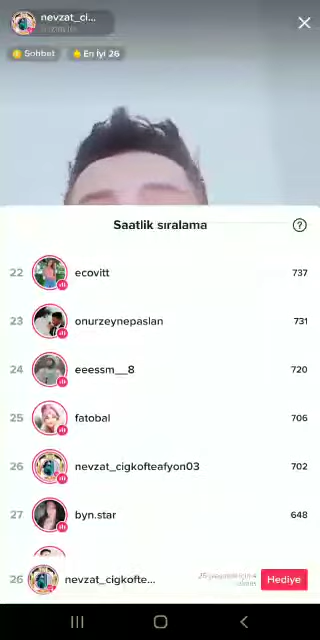 nevzat_ci...
Sohbet
En iyi 26
Saatlik sıralama
?
22 ecovitt 737
23 onurzeynepaslan 731
24 eeessm__8 720
25 fatobal 706
26 nevzat_cigkofteafyon03 702
27 byn.star 648
26 nevzat_cigkofte... Hediye